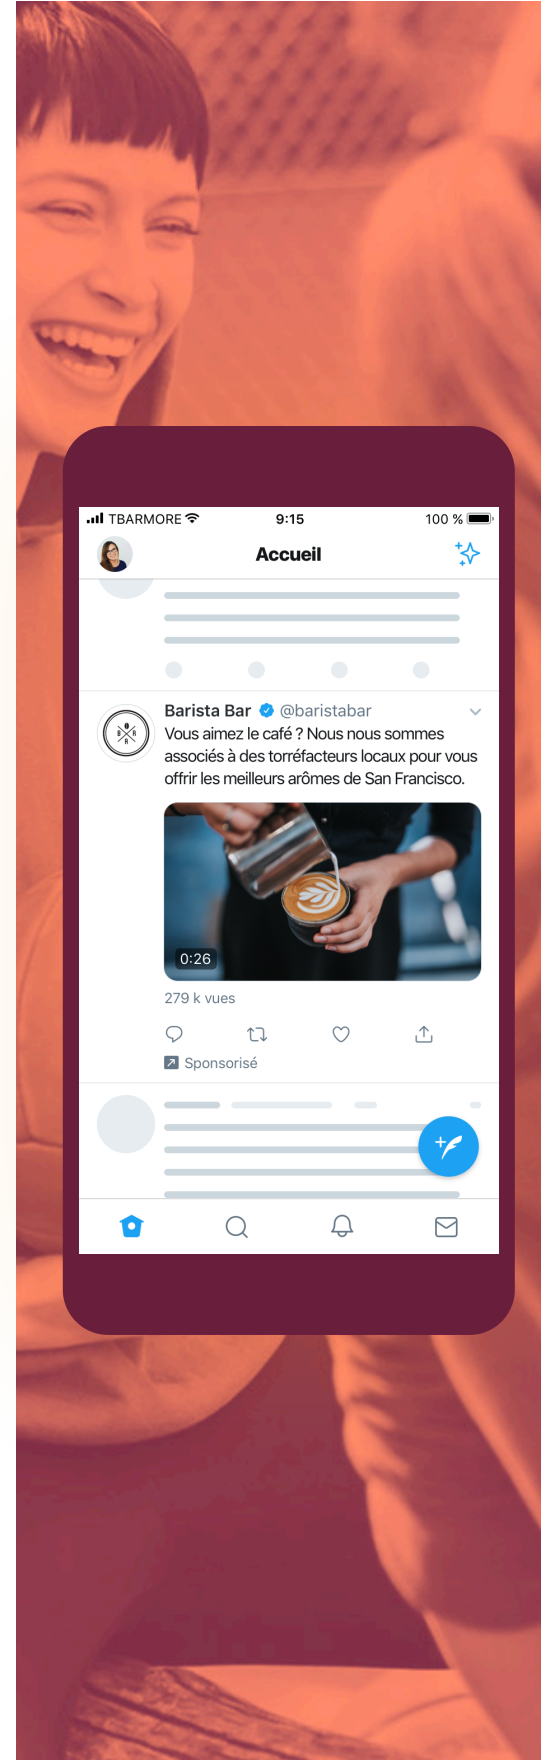 TBARMORE 9:15 100 %
Accueil
Barista Bar @baristabar
Vous aimez le café ? Nous nous sommes
associés à des torréfacteurs locaux pour vous
offrir les meilleurs arômes de San Francisco.
B R
R
0:26
279 k vues
Sponsorisé